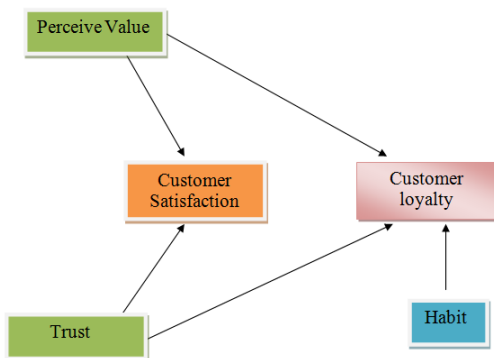 Perceive Value
Customer
Satisfaction
Customer
loyalty
Trust
Habit